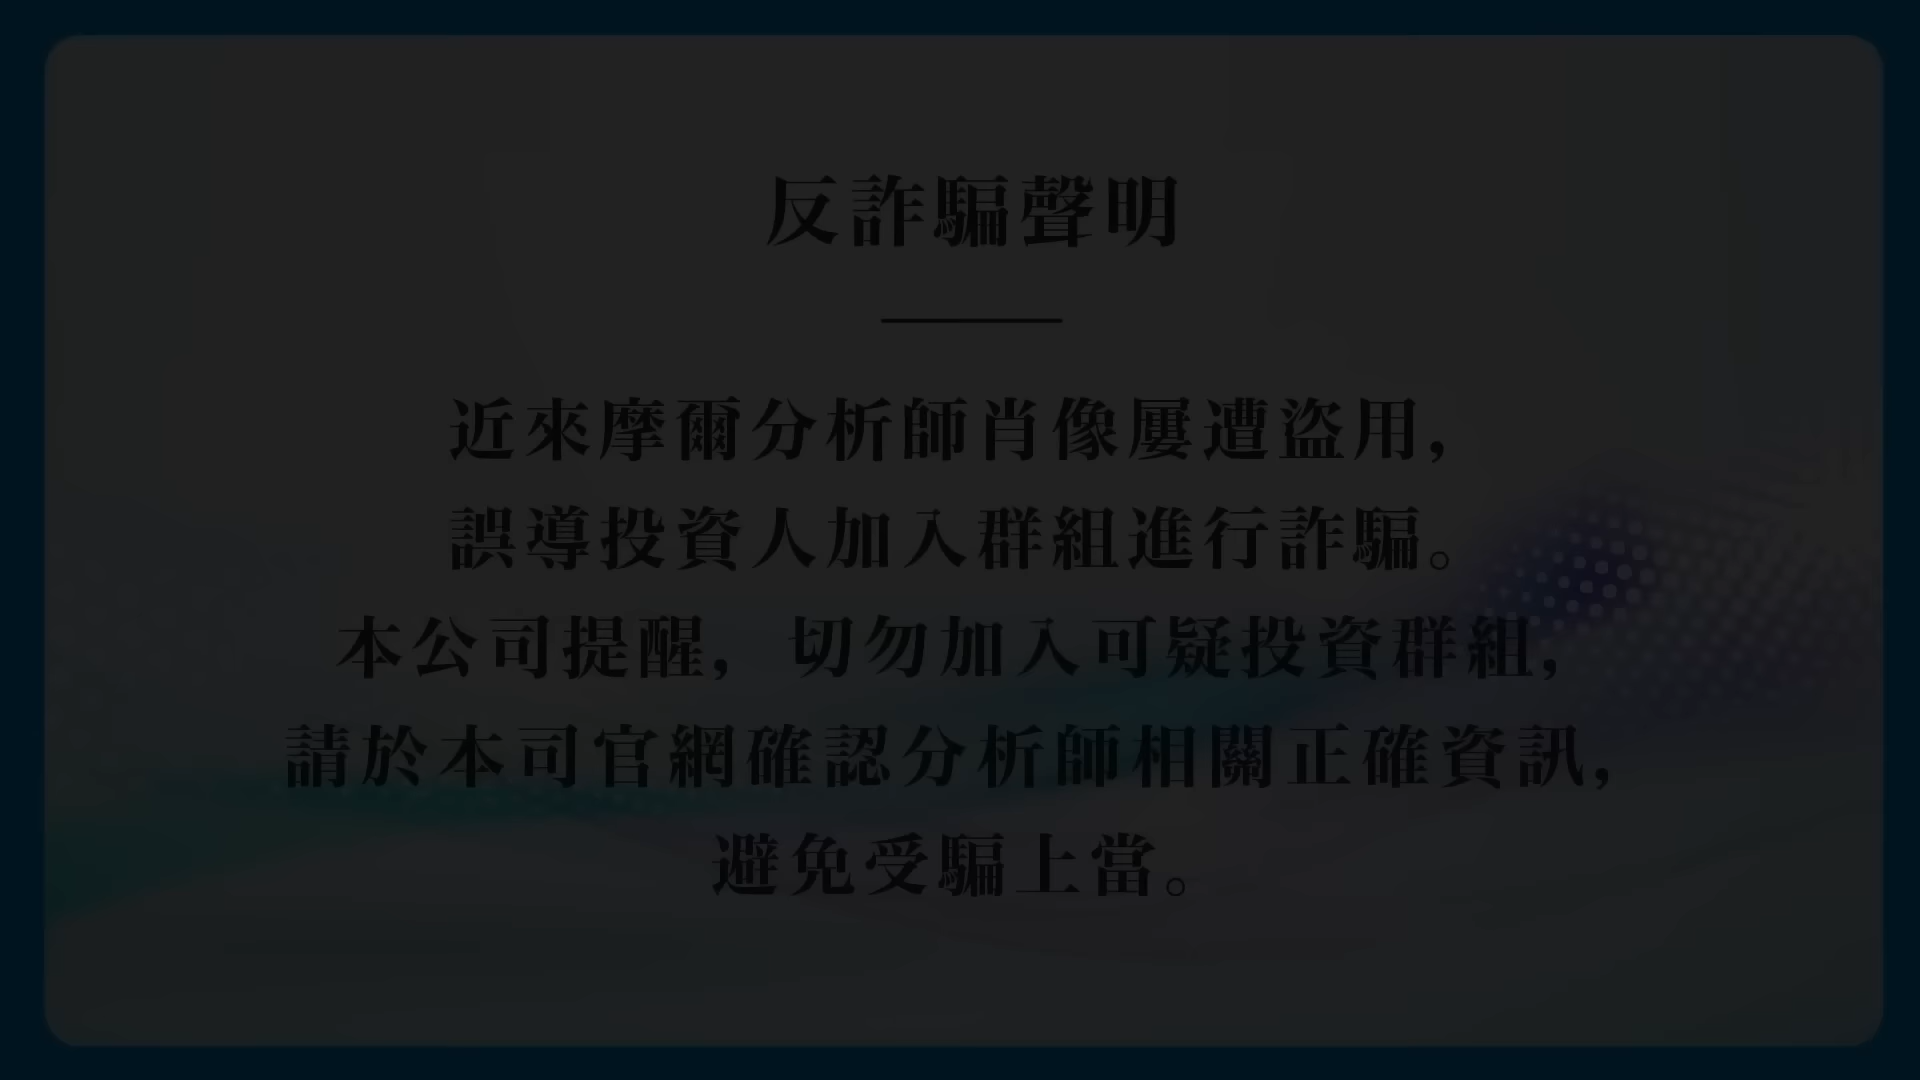 反詐騙聲明
近來摩爾分析師肖像屢遭盜用，
誤導投資人加入群組進行詐騙。
本公司提醒，切勿加入可疑投資群組，
請於本司官網確認分析師相關正確資訊，
避免受騙上當。